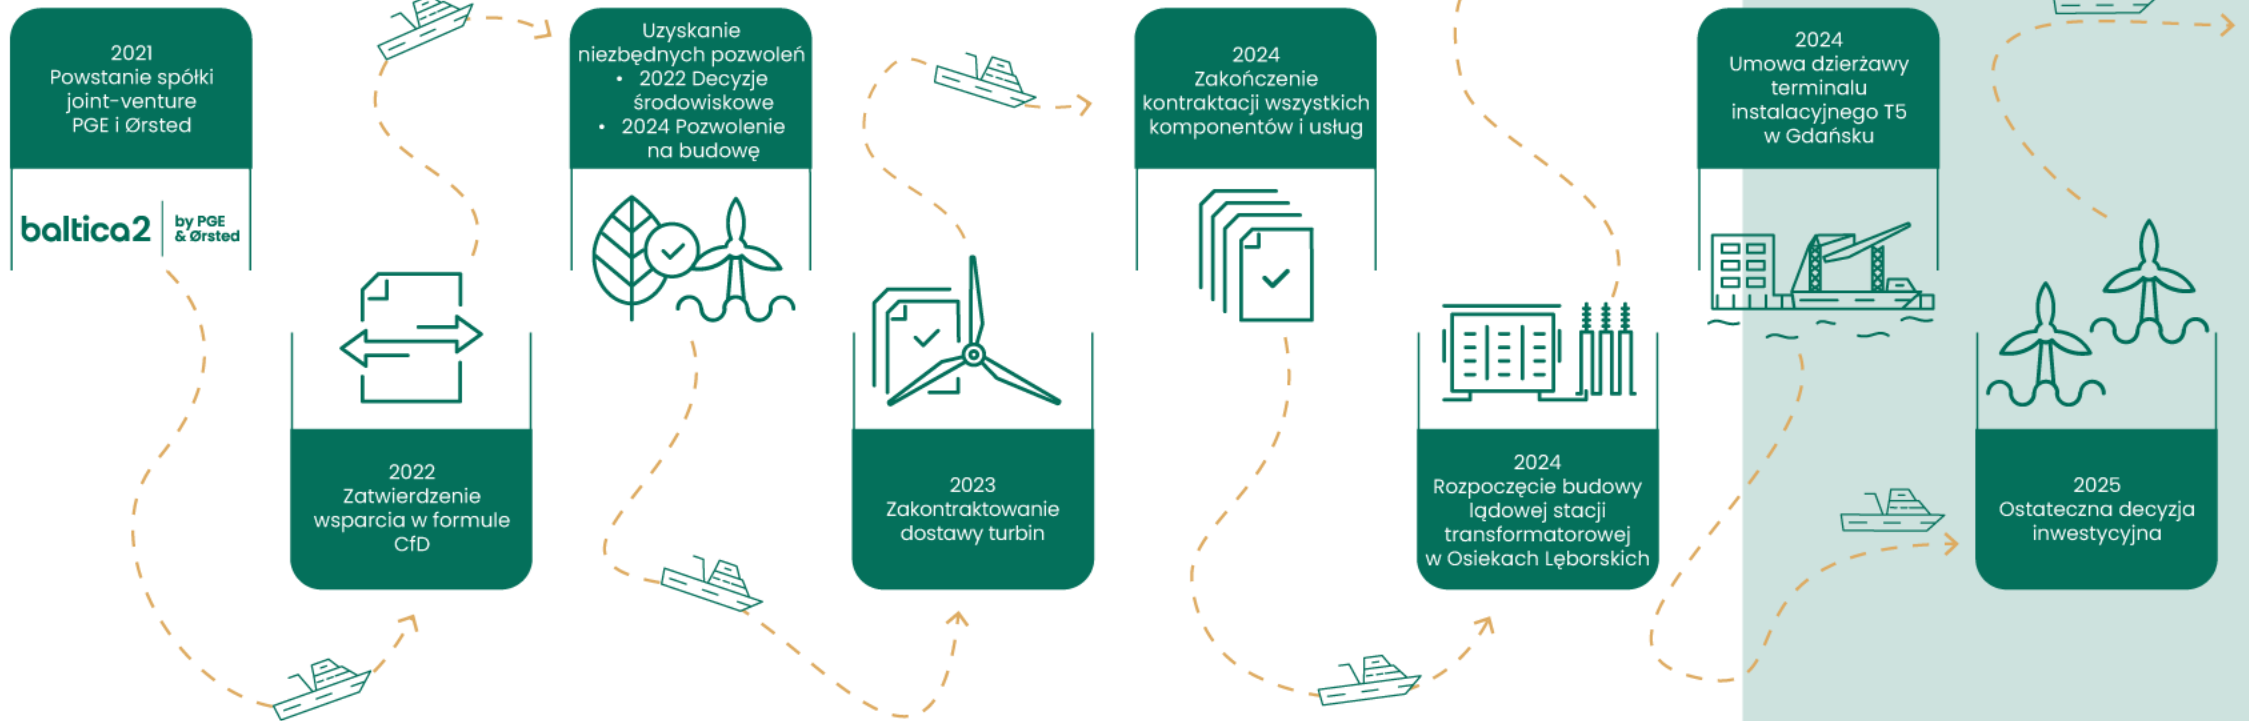 2021
Powstanie spółki
joint-venture
PGE i Ørsted
baltica2
by PGE
& Ørsted
2022
Zatwierdzenie
wsparcia w formule
CfD
Uzyskanie
niezbędnych pozwoleń
• 2022 Decyzje
środowiskowe
• 2024 Pozwolenie
na budowę
2023
Zakontraktowanie
dostawy turbin
2024
Zakończenie
kontraktacji wszystkich
komponentów i usług
2024
Rozpoczęcie budowy
lądowej stacji
transformatorowej
w Osiekach Lęborskich
2024
Umowa dzierżawy
terminalu
instalacyjnego T5
w Gdańsku
2025
Ostateczna decyzja
inwestycyjna